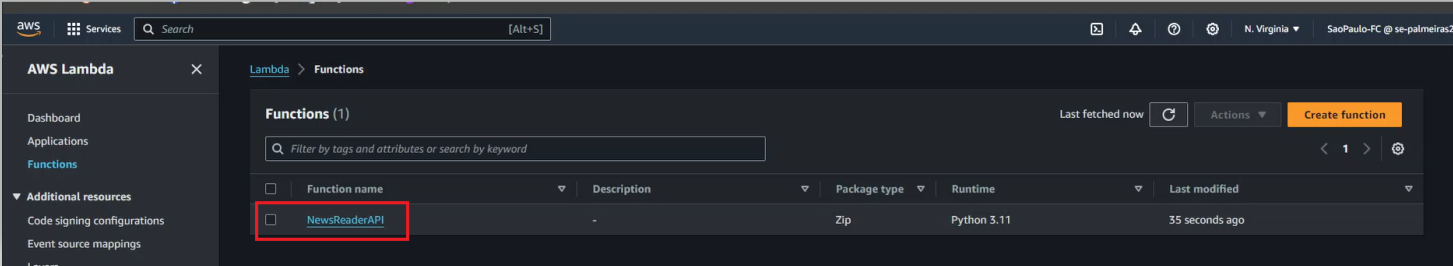 aws Services Search [Alt+S] N. Virginia SaoPaulo-FC @ se-palmeiras2
AWS Lambda
Lambda Functions
Dashboard
Applications
Functions
Additional resources
Code signing configurations
Event source mappings
Functions (1) Last fetched now Actions Create function
Filter by tags and attributes or search by keyword 1
Function name Description Package type Runtime Last modified
NewsReaderAPI - Zip Python 3.11 35 seconds ago